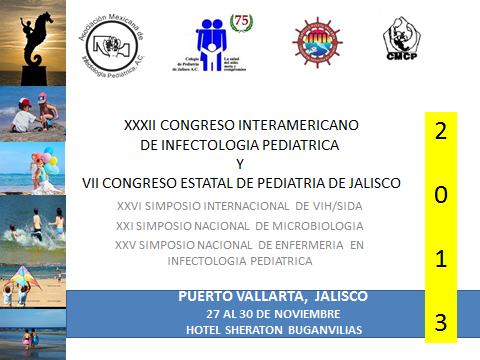 Asociación Mexicana de
Infectología Pediátrica, A.C.
Colegio
de Pediatría
de Jalisco A.C.
75
La salud
del niño
meta y
compromiso
CMCP
XXXII CONGRESO INTERAMERICANO
DE INFECTOLOGIA PEDIATRICA
Y
VII CONGRESO ESTATAL DE PEDIATRIA DE JALISCO
XXVI SIMPOSIO INTERNACIONAL DE VIH/SIDA
XXI SIMPOSIO NACIONAL DE MICROBIOLOGIA
XXV SIMPOSIO NACIONAL DE ENFERMERIA EN
INFECTOLOGIA PEDIATRICA
2
0
1
3
PUERTO VALLARTA, JALISCO
27 AL 30 DE NOVIEMBRE
HOTEL SHERATON BUGANVILIAS